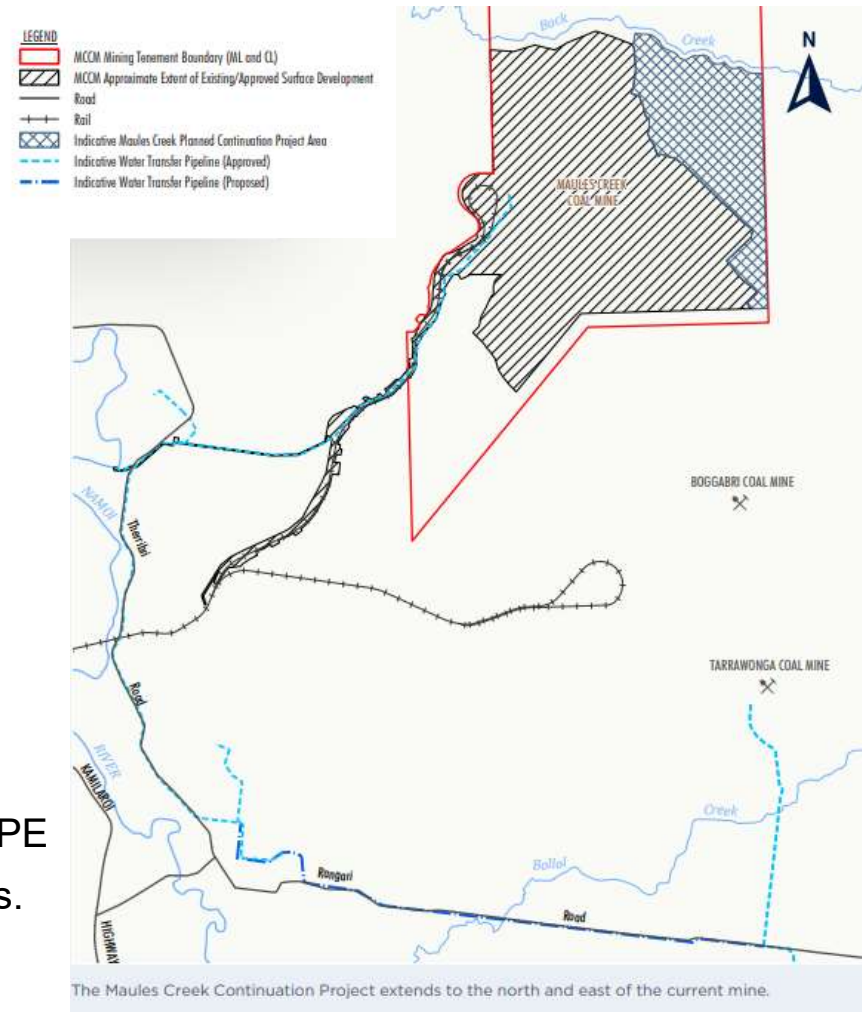 LEGEND
MCCM Mining Tenement Boundary (ML and CL)
MCCM Approximate Extent of Existing/Approved Surface Development
Road
Rail
Indicative Maules Creek Planned Continuation Project Area
Indicative Water Transfer Pipeline (Approved)
Indicative Water Transfer Pipeline (Proposed)
Back
Creek
N
MAULES CREEK
COAL MINE
BOGGABRI COAL MINE
NAMOI
Therribri
TARRAWONGA COAL MINE
Road
RIVER
KAMILAROI
Creek
PE
Bollol
Rangari
s.
Road
HIGHWAY
The Maules Creek Continuation Project extends to the north and east of the current mine.